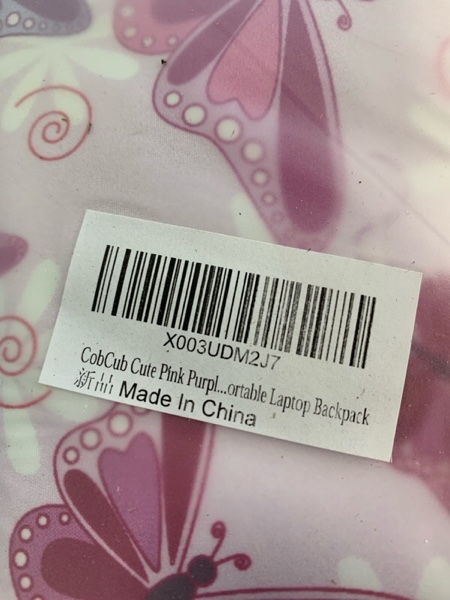 X003UDM2J7
CobCub Cute Pink Purpl...ortable Laptop Backpack
新品 Made In China